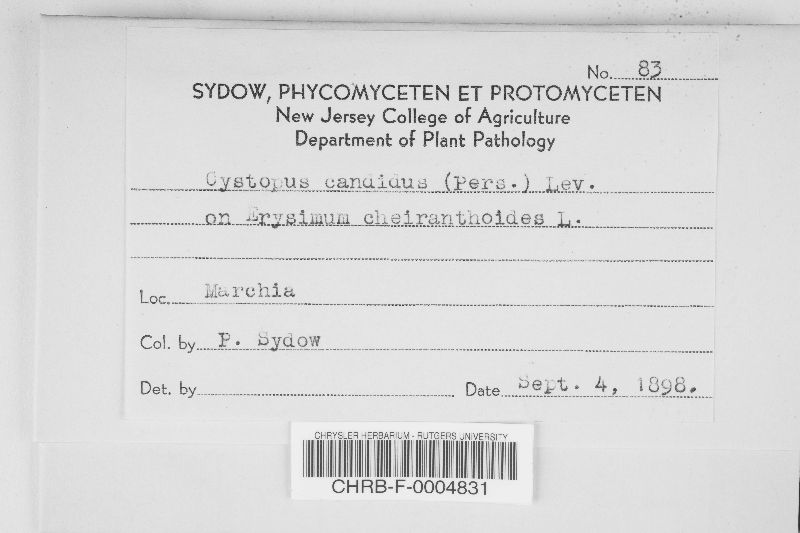 No. 83
SYDOW, PHYCOMYCETEN ET PROTOMYCETEN
New Jersey College of Agriculture
Department of Plant Pathology
Cystopus candidus (Pers.) Lev.
on Erysimum cheiranthoides L.
Loc. Marchia
Col. by P. Sydow
Det. by
Date Sept. 4, 1898.
CHRYSLER HERBARIUM - RUTGERS UNIVERSITY
CHRB-F-0004831